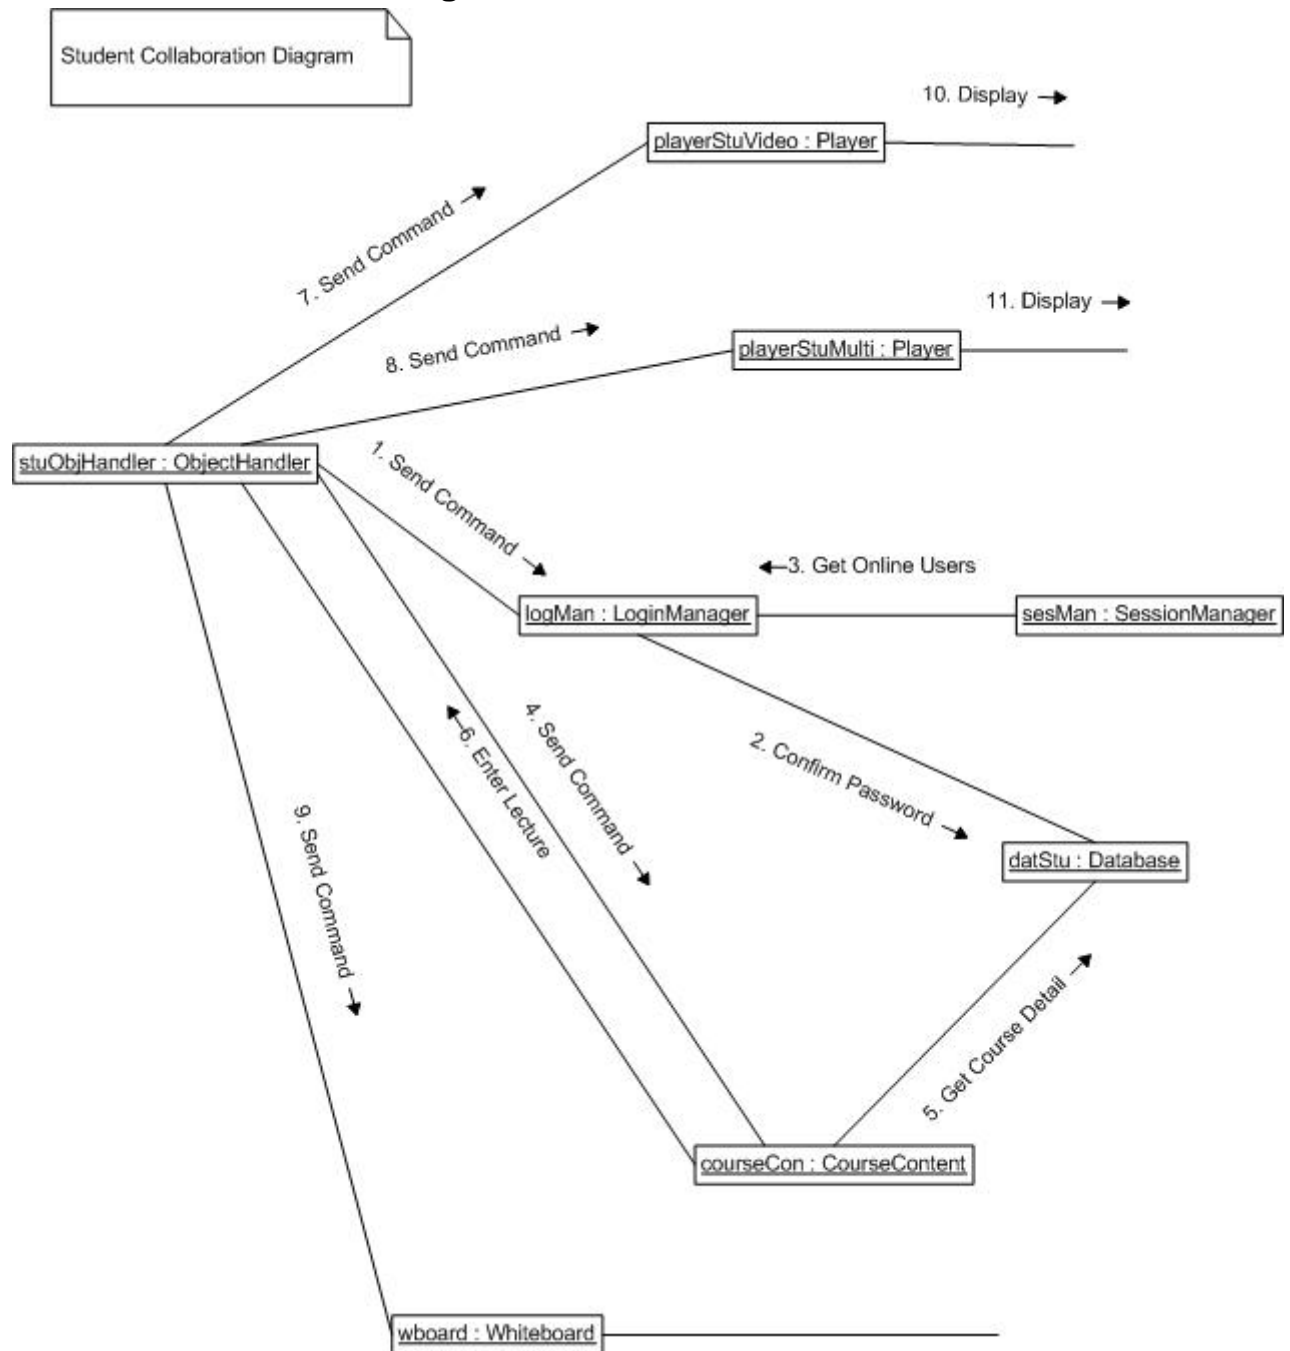 Student Collaboration Diagram
10. Display
playerStuVideo : Player
7. Send Command
11. Display
8. Send Command
playerStuMulti : Player
stuObjHandler : ObjectHandler
1. Send Command
3. Get Online Users
logMan : LoginManager
sesMan : SessionManager
4. Send Command
6. Enter Lecture
2. Confirm Password
9. Send Command
datStu : Database
5. Get Course Detail
courseCon : CourseContent
wboard : Whiteboard